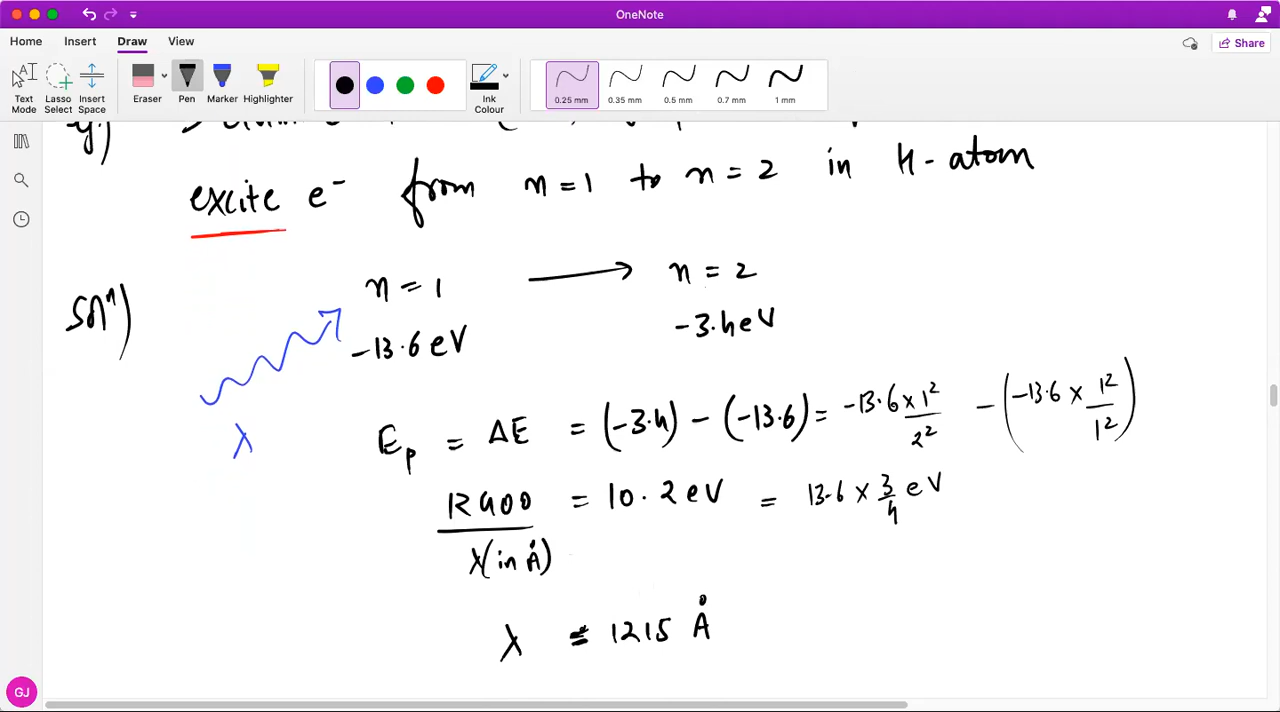 OneNote
Home Insert Draw View Share
Text Mode Lasso Select Insert Space Eraser Pen Marker Highlighter Ink Colour 0.25 mm 0.35 mm 0.5 mm 0.7 mm 1 mm
excite e⁻ from n=1 to n=2 in H-atom
Solⁿ) n=1 ⟶ n=2
-13.6 eV -3.4 eV
λ
Eₚ = ΔE = (-3.4) - (-13.6) = -13.6 × 1²/2² - (-13.6 × 1²/1²)
12400/λ(in Å) = 10.2 eV = 13.6 × 3/4 eV
λ = 1215 Å
GJ